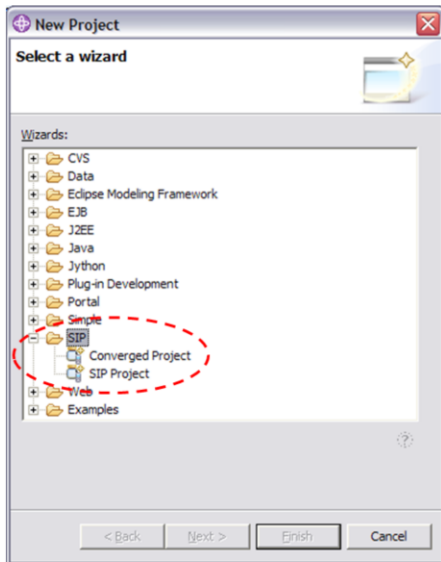 New Project
Select a wizard
Wizards:
CVS
Data
Eclipse Modeling Framework
EJB
J2EE
Java
Jython
Plug-in Development
Portal
Simple
SIP
Converged Project
SIP Project
Web
Examples
?
< Back
Next >
Finish
Cancel